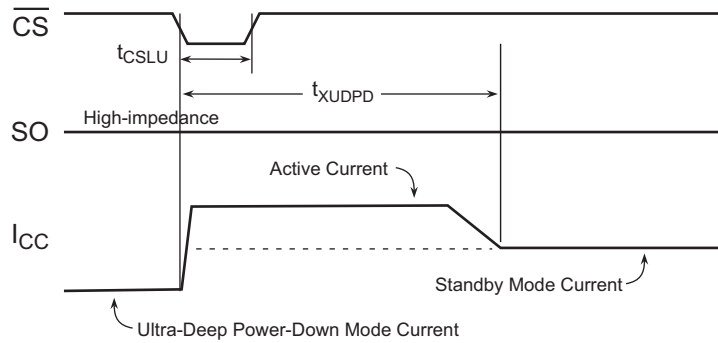 CS
tCSLU
tXUDPD
High-impedance
SO
Active Current
ICC
Standby Mode Current
Ultra-Deep Power-Down Mode Current